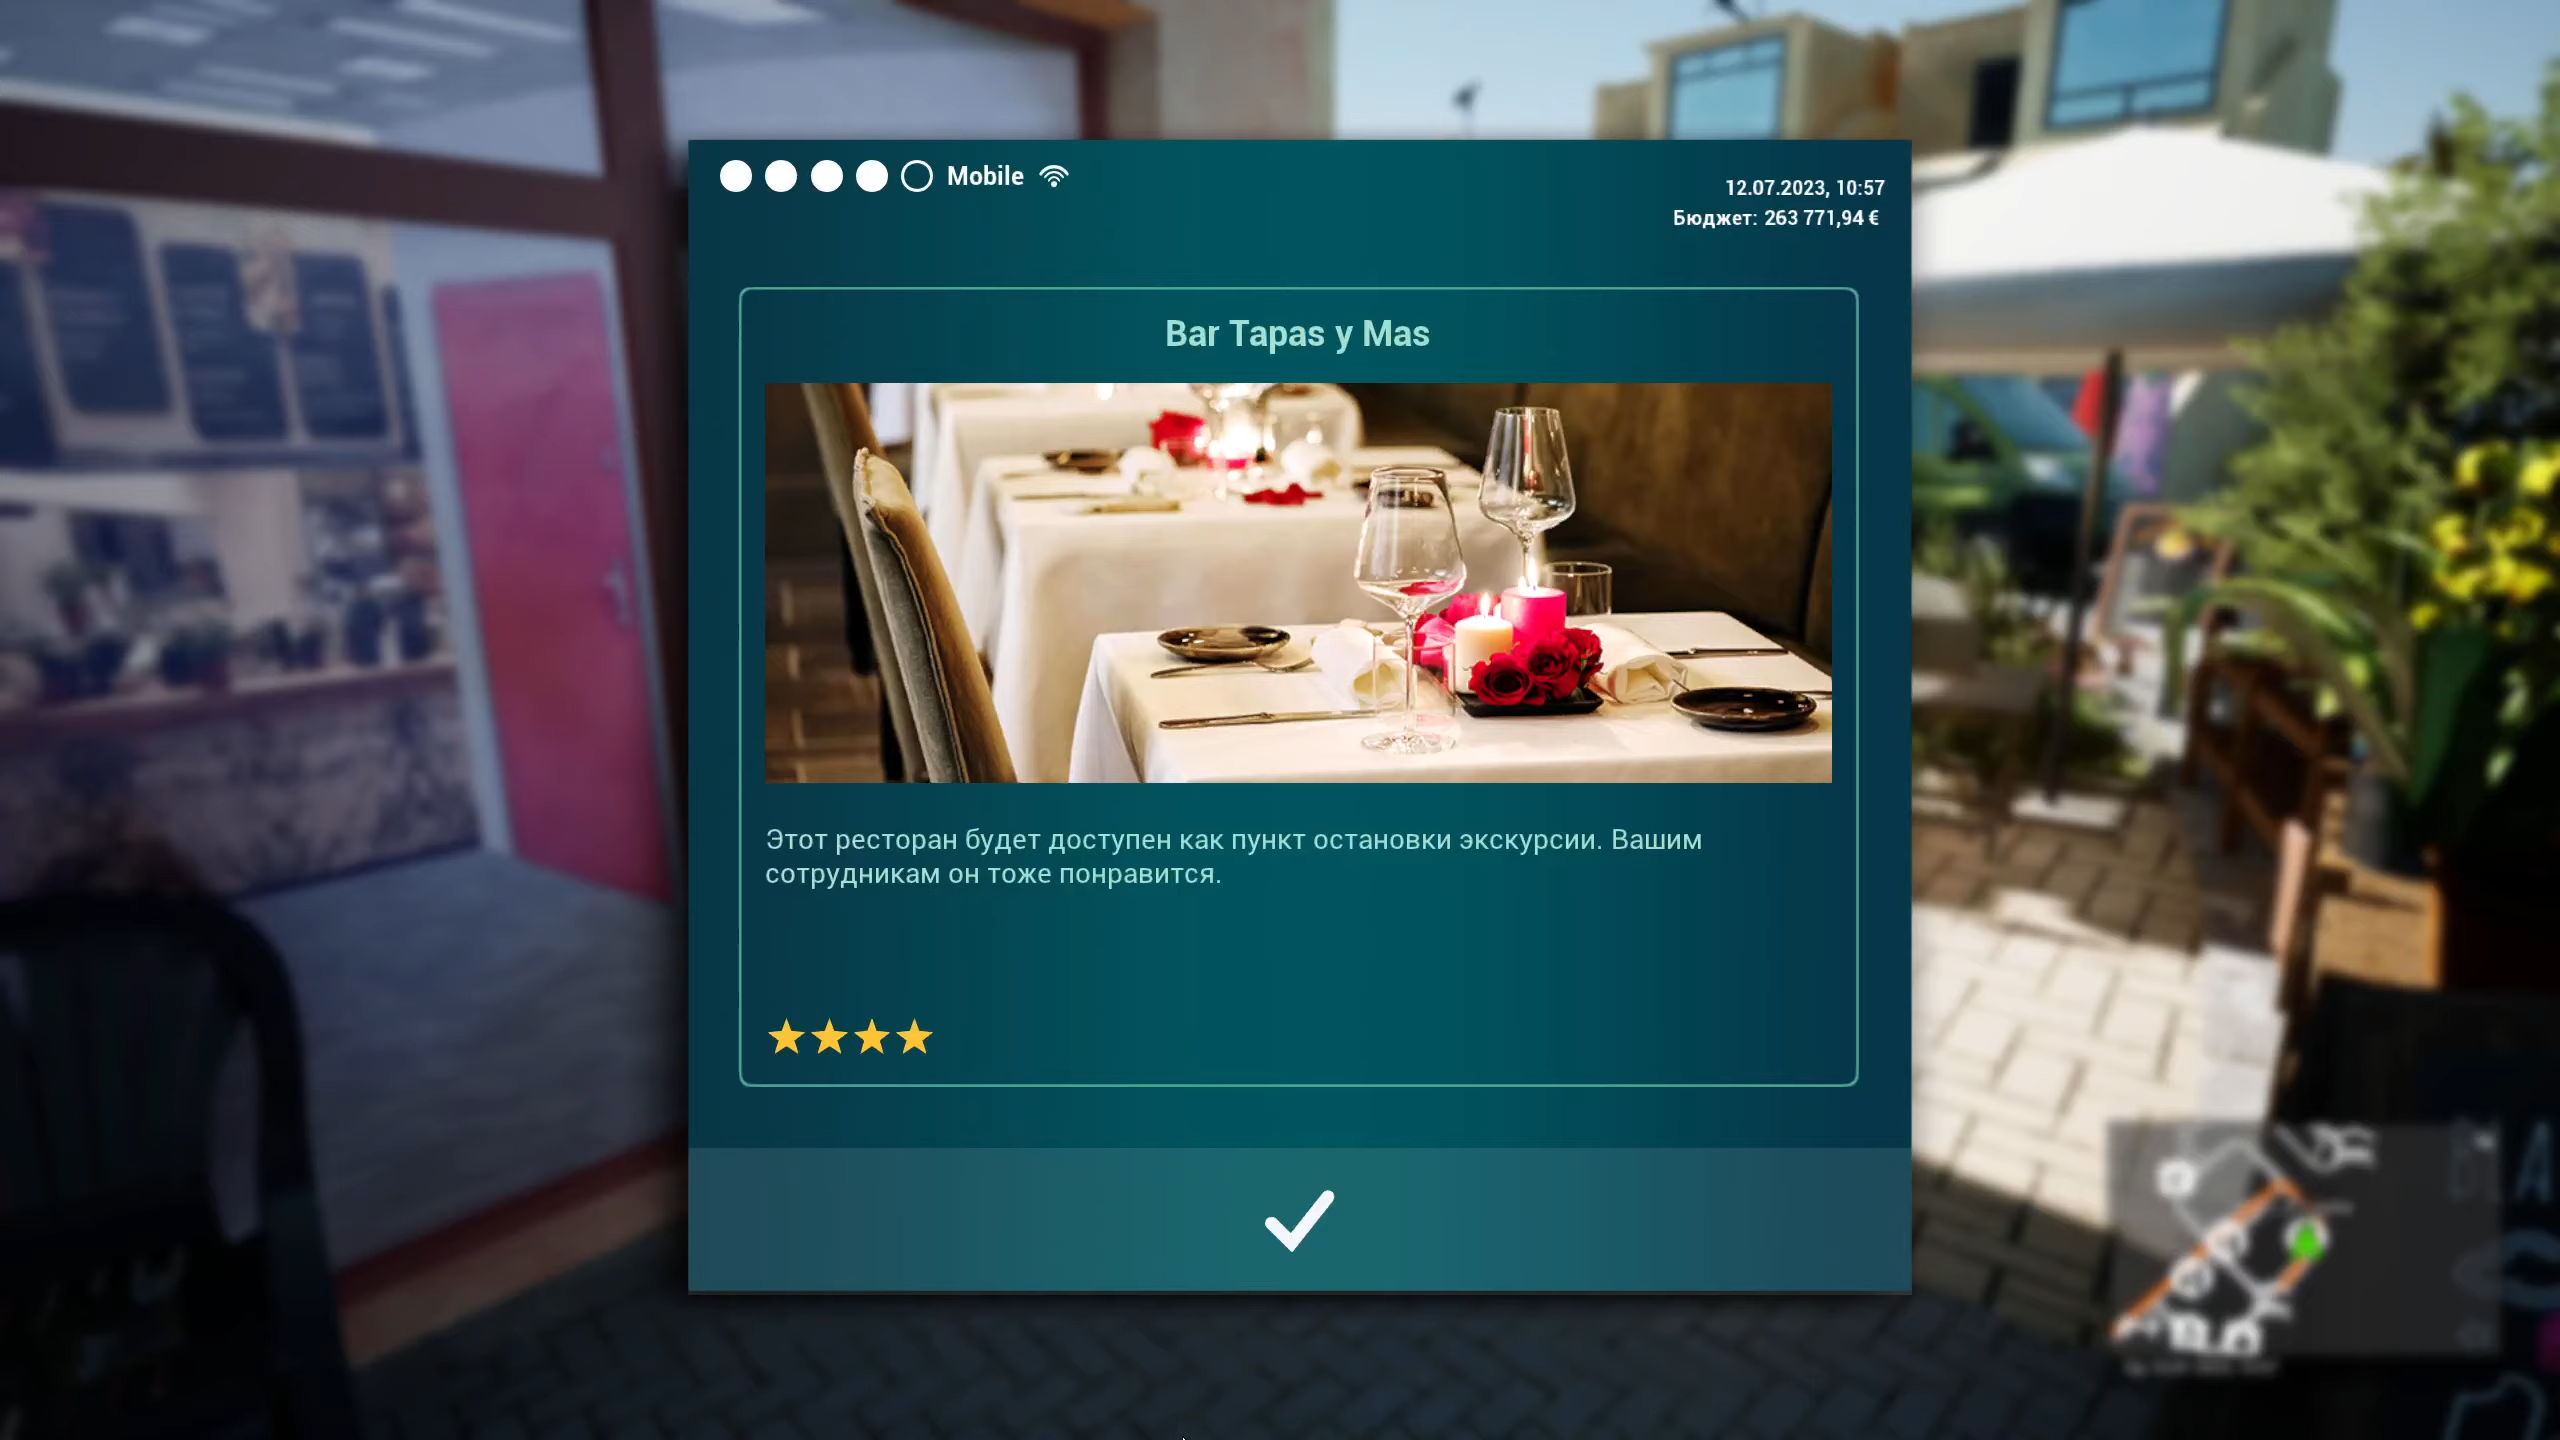 Mobile
12.07.2023, 10:57
Бюджет: 263 771,94 €
Bar Tapas y Mas
Этот ресторан будет доступен как пункт остановки экскурсии. Вашим
сотрудникам он тоже понравится.